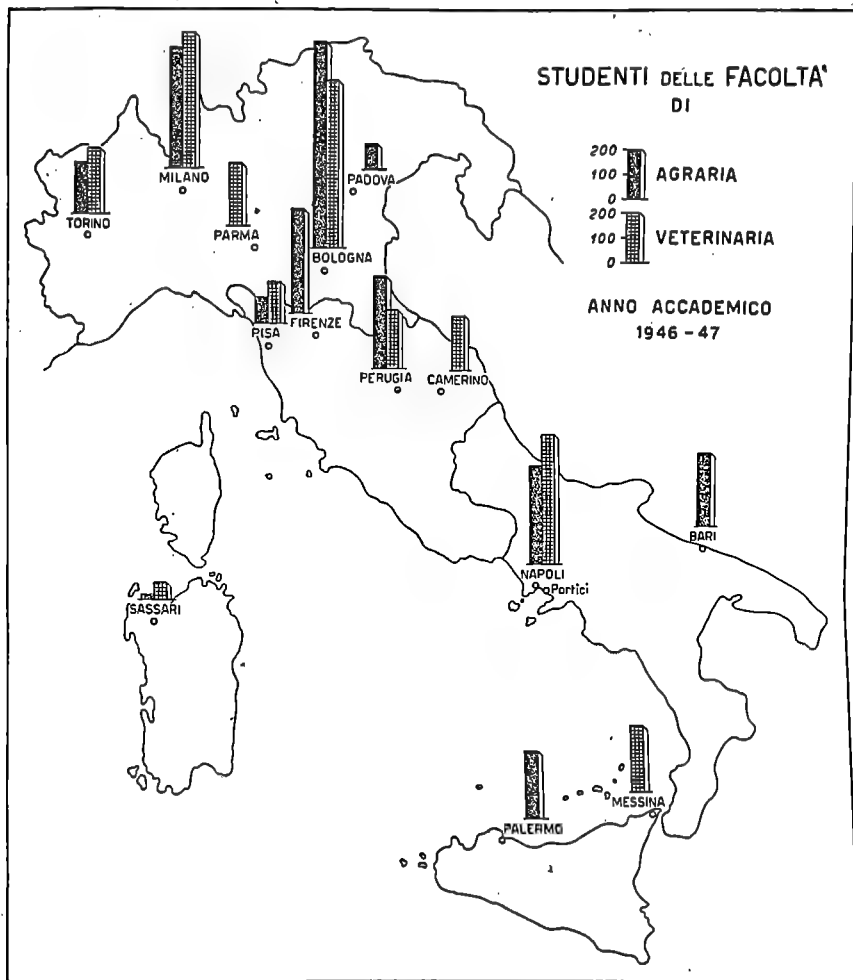 STUDENTI DELLE FACOLTA'
DI
200
100
0
AGRARIA
200
100
0
VETERINARIA
ANNO ACCADEMICO
1946-47
MILANO
PADOVA
TORINO
PARMA
BOLOGNA
PISA
FIRENZE
PERUGIA
CAMERINO
BARI
NAPOLI
Portici
SASSARI
MESSINA
PALERMO